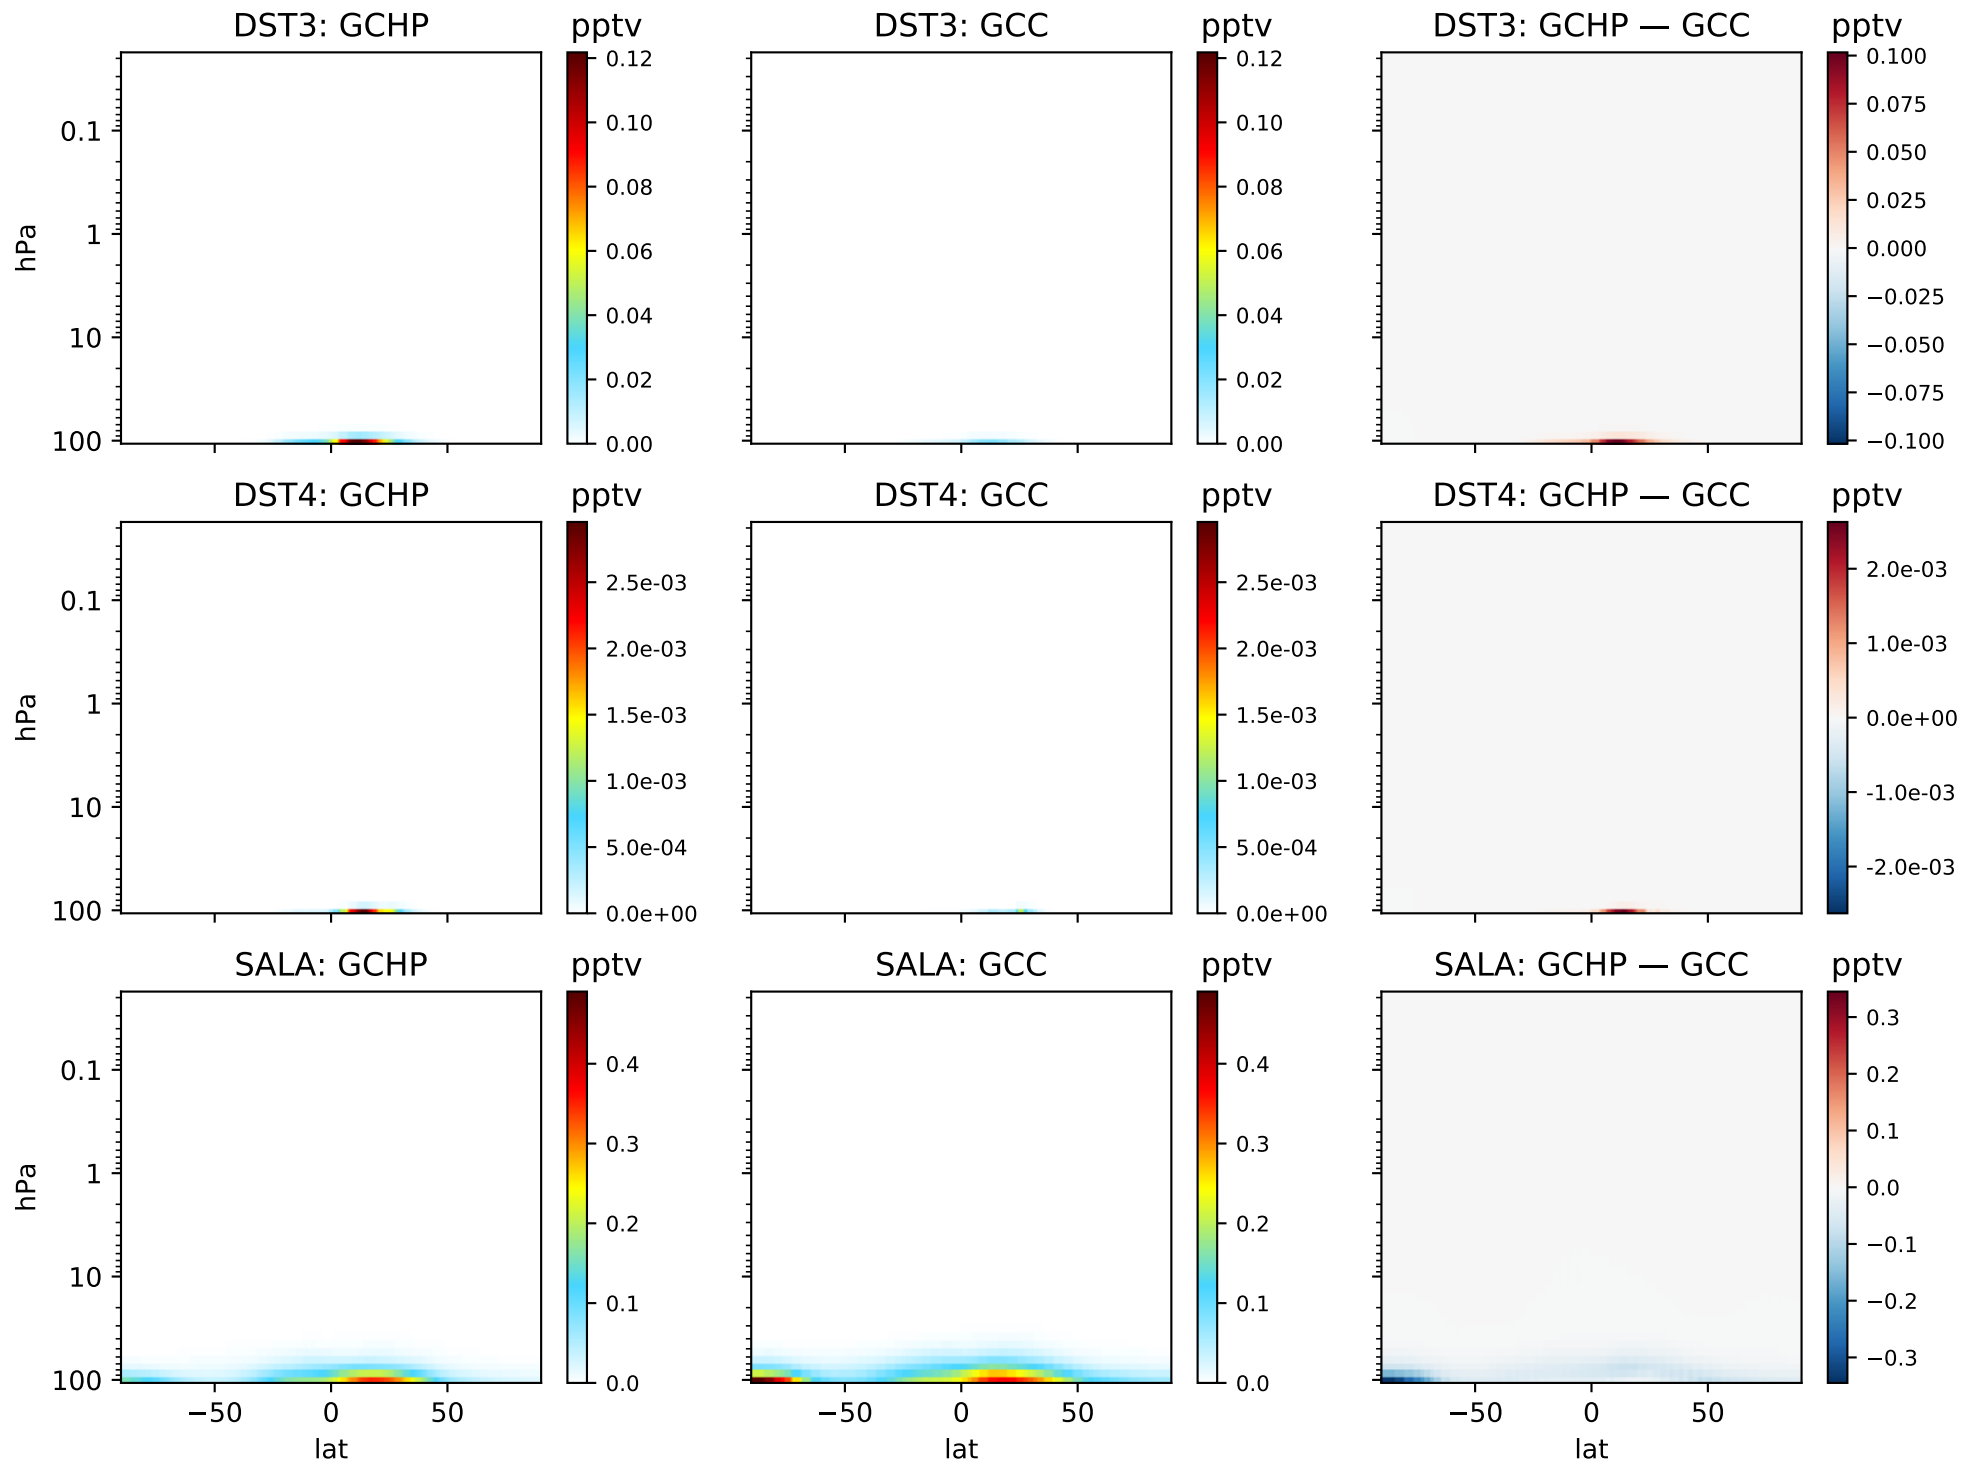 DST3: GCHP
pptv
DST3: GCC
pptv
DST3: GCHP — GCC
pptv
hPa
0.1
1
10
100
0.12
0.10
0.08
0.06
0.04
0.02
0.00
0.12
0.10
0.08
0.06
0.04
0.02
0.00
0.100
0.075
0.050
0.025
0.000
−0.025
−0.050
−0.075
−0.100
DST4: GCHP
pptv
DST4: GCC
pptv
DST4: GCHP — GCC
pptv
hPa
0.1
1
10
100
2.5e-03
2.0e-03
1.5e-03
1.0e-03
5.0e-04
0.0e+00
2.5e-03
2.0e-03
1.5e-03
1.0e-03
5.0e-04
0.0e+00
2.0e-03
1.0e-03
0.0e+00
-1.0e-03
-2.0e-03
SALA: GCHP
pptv
SALA: GCC
pptv
SALA: GCHP — GCC
pptv
hPa
0.1
1
10
100
0.4
0.3
0.2
0.1
0.0
0.4
0.3
0.2
0.1
0.0
0.3
0.2
0.1
0.0
−0.1
−0.2
−0.3
−50 0 50
lat
−50 0 50
lat
−50 0 50
lat